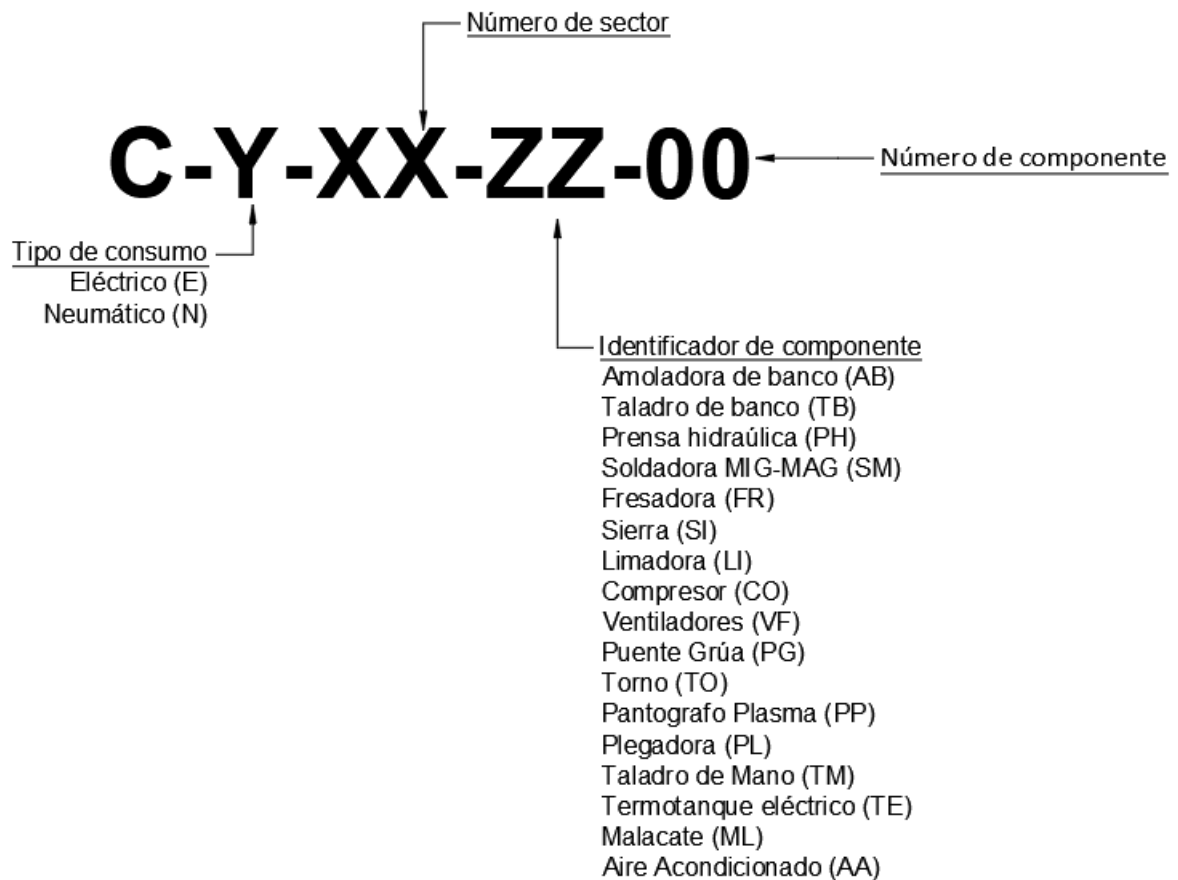 Número de sector
C-Y-XX-ZZ-00
Número de componente
Tipo de consumo
Eléctrico (E)
Neumático (N)
Identificador de componente
Amoladora de banco (AB)
Taladro de banco (TB)
Prensa hidraúlica (PH)
Soldadora MIG-MAG (SM)
Fresadora (FR)
Sierra (SI)
Limadora (LI)
Compresor (CO)
Ventiladores (VF)
Puente Grúa (PG)
Torno (TO)
Pantografo Plasma (PP)
Plegadora (PL)
Taladro de Mano (TM)
Termotanque eléctrico (TE)
Malacate (ML)
Aire Acondicionado (AA)